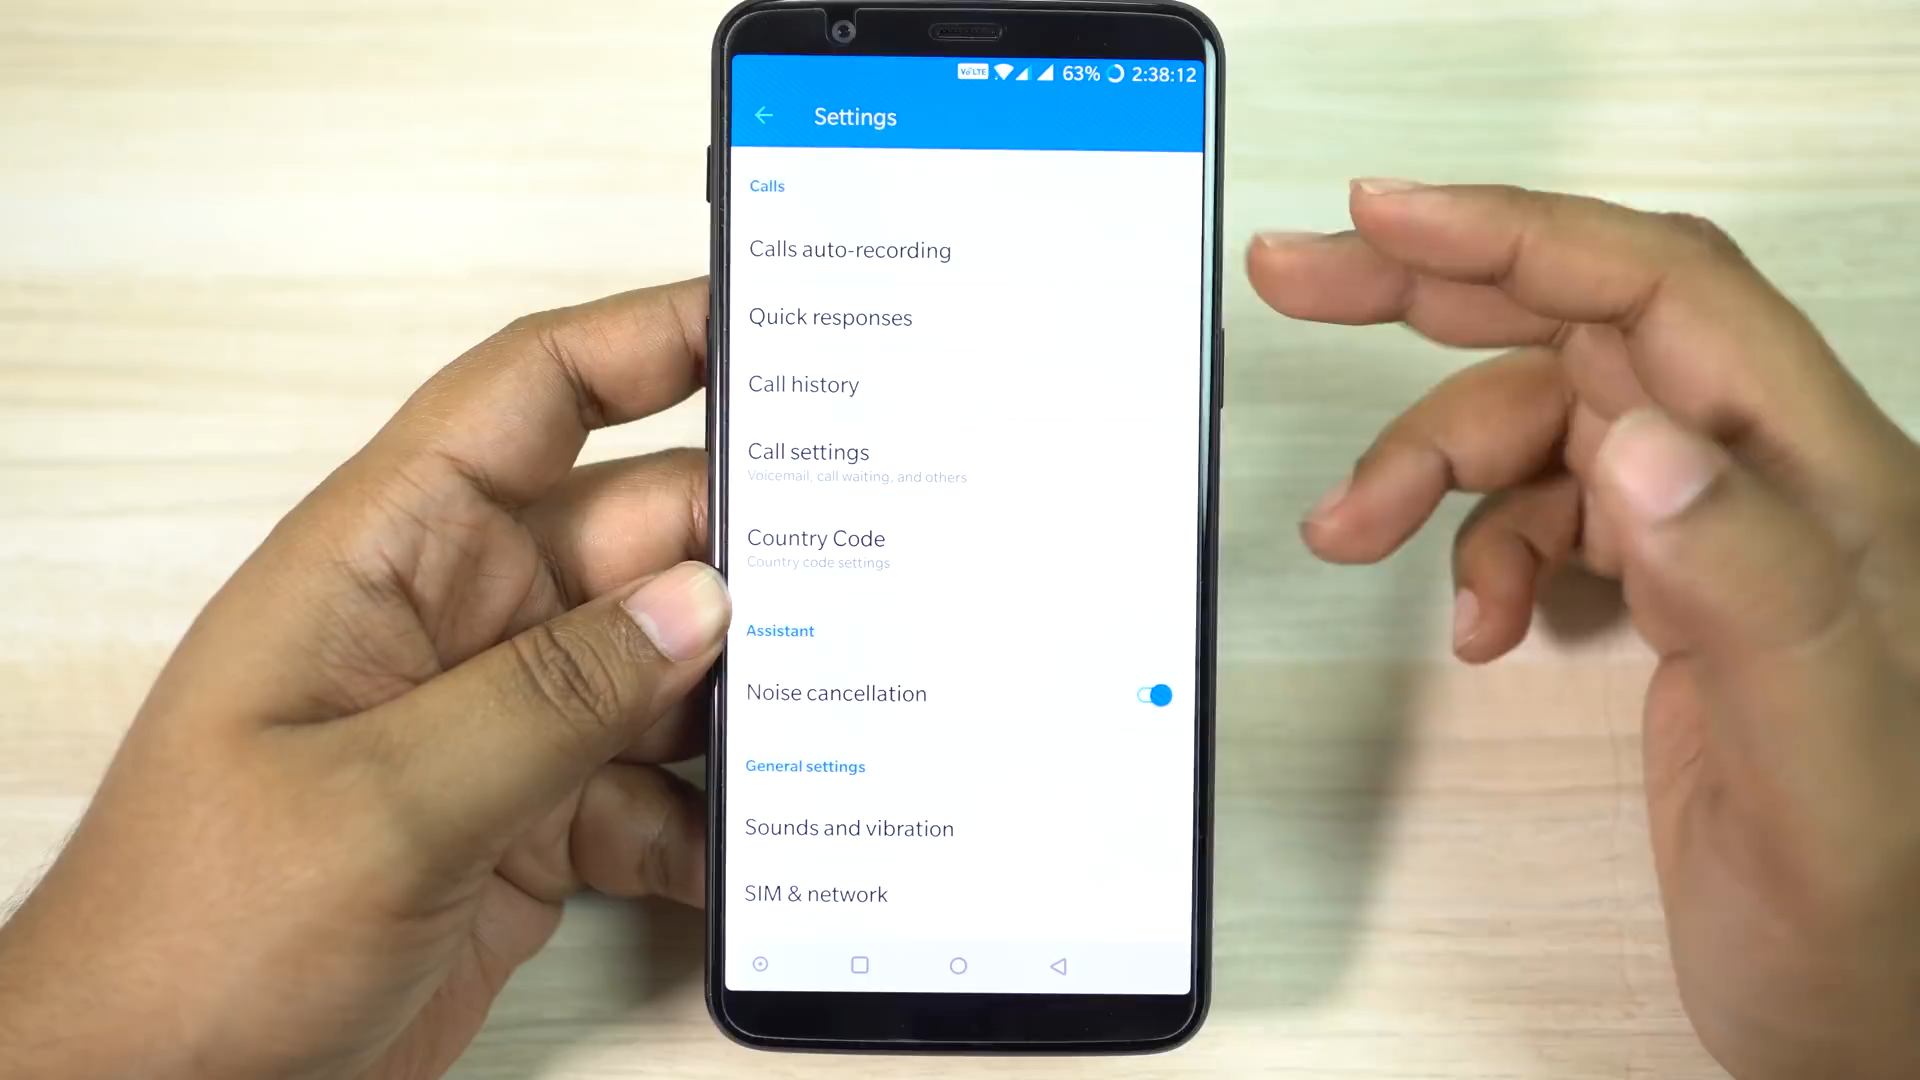 VoLTE 63% 2:38:12
Settings
Calls
Calls auto-recording
Quick responses
Call history
Call settings
Voicemail, call waiting, and others
Country Code
Country code settings
Assistant
Noise cancellation
General settings
Sounds and vibration
SIM & network